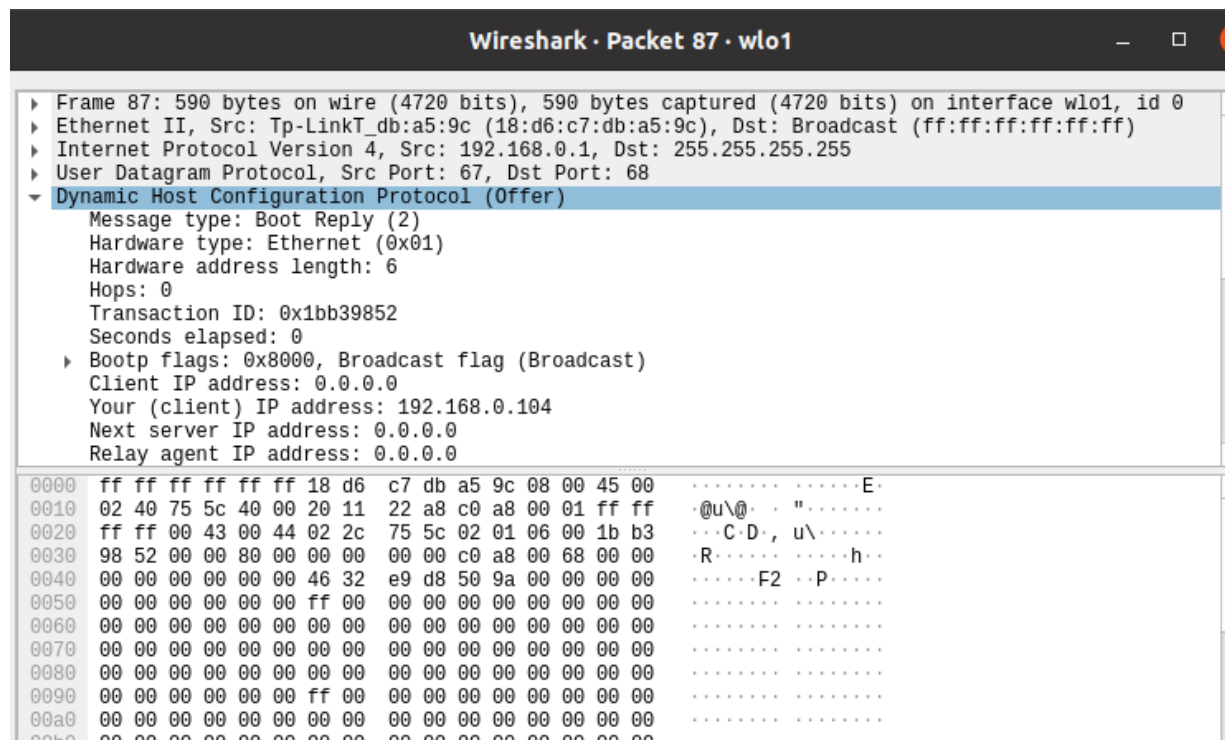 Wireshark · Packet 87 · wlo1
Frame 87: 590 bytes on wire (4720 bits), 590 bytes captured (4720 bits) on interface wlo1, id 0
Ethernet II, Src: Tp-LinkT_db:a5:9c (18:d6:c7:db:a5:9c), Dst: Broadcast (ff:ff:ff:ff:ff:ff)
Internet Protocol Version 4, Src: 192.168.0.1, Dst: 255.255.255.255
User Datagram Protocol, Src Port: 67, Dst Port: 68
Dynamic Host Configuration Protocol (Offer)
Message type: Boot Reply (2)
Hardware type: Ethernet (0x01)
Hardware address length: 6
Hops: 0
Transaction ID: 0x1bb39852
Seconds elapsed: 0
Bootp flags: 0x8000, Broadcast flag (Broadcast)
Client IP address: 0.0.0.0
Your (client) IP address: 192.168.0.104
Next server IP address: 0.0.0.0
Relay agent IP address: 0.0.0.0
0000 ff ff ff ff ff ff 18 d6 c7 db a5 9c 08 00 45 00 ········ ······E·
0010 02 40 75 5c 40 00 20 11 22 a8 c0 a8 00 01 ff ff ·@u\@· · "·······
0020 ff ff 00 43 00 44 02 2c 75 5c 02 01 06 00 1b b3 ···C·D·, u\······
0030 98 52 00 00 80 00 00 00 00 00 c0 a8 00 68 00 00 ·R······ ·····h··
0040 00 00 00 00 00 00 46 32 e9 d8 50 9a 00 00 00 00 ······F2 ··P·····
0050 00 00 00 00 00 00 ff 00 00 00 00 00 00 00 00 00 ········ ········
0060 00 00 00 00 00 00 00 00 00 00 00 00 00 00 00 00 ········ ········
0070 00 00 00 00 00 00 00 00 00 00 00 00 00 00 00 00 ········ ········
0080 00 00 00 00 00 00 00 00 00 00 00 00 00 00 00 00 ········ ········
0090 00 00 00 00 00 00 ff 00 00 00 00 00 00 00 00 00 ········ ········
00a0 00 00 00 00 00 00 00 00 00 00 00 00 00 00 00 00 ········ ········